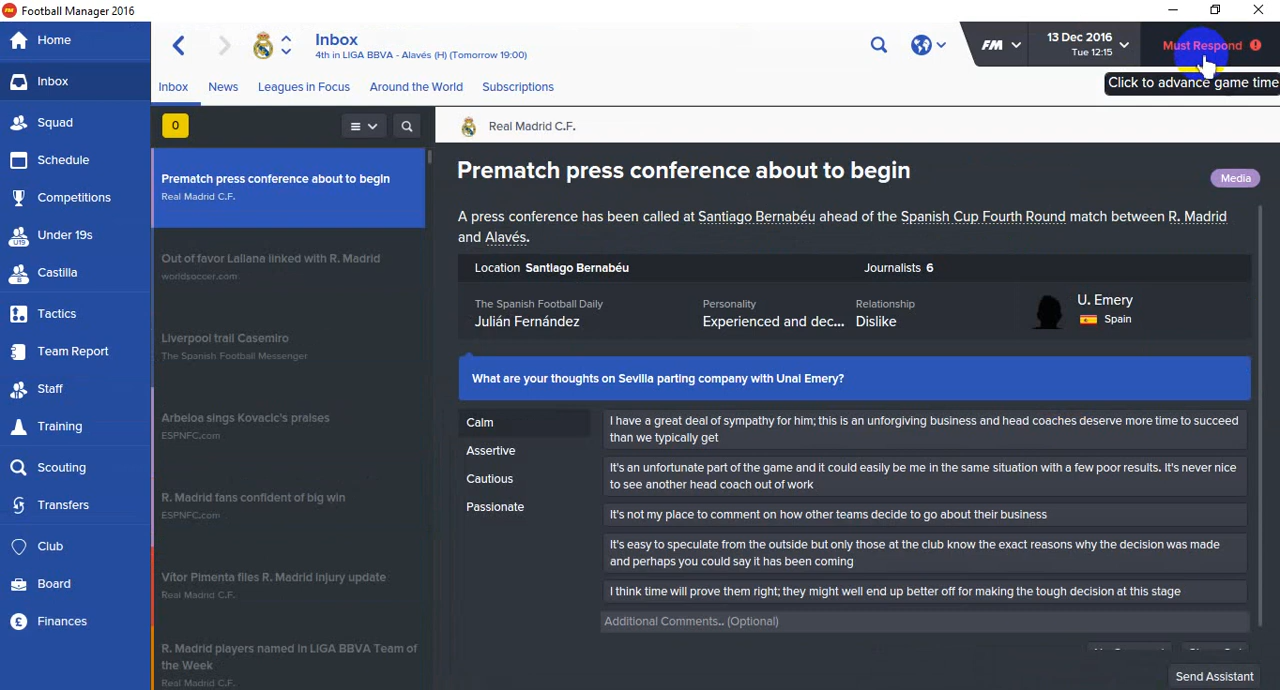 Football Manager 2016
Home
Inbox
Squad
Schedule
Competitions
Under 19s
Castilla
Tactics
Team Report
Staff
Training
Scouting
Transfers
Club
Board
Finances
Inbox
4th in LIGA BBVA - Alavés (H) (Tomorrow 19:00)
FM
13 Dec 2016
Tue 12:15
Must Respond
Click to advance game time
Inbox News Leagues in Focus Around the World Subscriptions
0
Prematch press conference about to begin
Real Madrid C.F.
Out of favor Lallana linked with R. Madrid
worldsoccer.com
Liverpool trail Casemiro
The Spanish Football Messenger
Arbeloa sings Kovacic's praises
ESPNFC.com
R. Madrid fans confident of big win
ESPNFC.com
Vítor Pimenta files R. Madrid injury update
Real Madrid C.F.
R. Madrid players named in LIGA BBVA Team of
the Week
Real Madrid C.F.
Real Madrid C.F.
Prematch press conference about to begin
Media
A press conference has been called at Santiago Bernabéu ahead of the Spanish Cup Fourth Round match between R. Madrid
and Alavés.
Location Santiago Bernabéu Journalists 6
The Spanish Football Daily Personality Relationship
Julián Fernández Experienced and dec... Dislike
U. Emery
Spain
What are your thoughts on Sevilla parting company with Unai Emery?
Calm
Assertive
Cautious
Passionate
I have a great deal of sympathy for him; this is an unforgiving business and head coaches deserve more time to succeed
than we typically get
It's an unfortunate part of the game and it could easily be me in the same situation with a few poor results. It's never nice
to see another head coach out of work
It's not my place to comment on how other teams decide to go about their business
It's easy to speculate from the outside but only those at the club know the exact reasons why the decision was made
and perhaps you could say it has been coming
I think time will prove them right; they might well end up better off for making the tough decision at this stage
Additional Comments.. (Optional)
Send Assistant